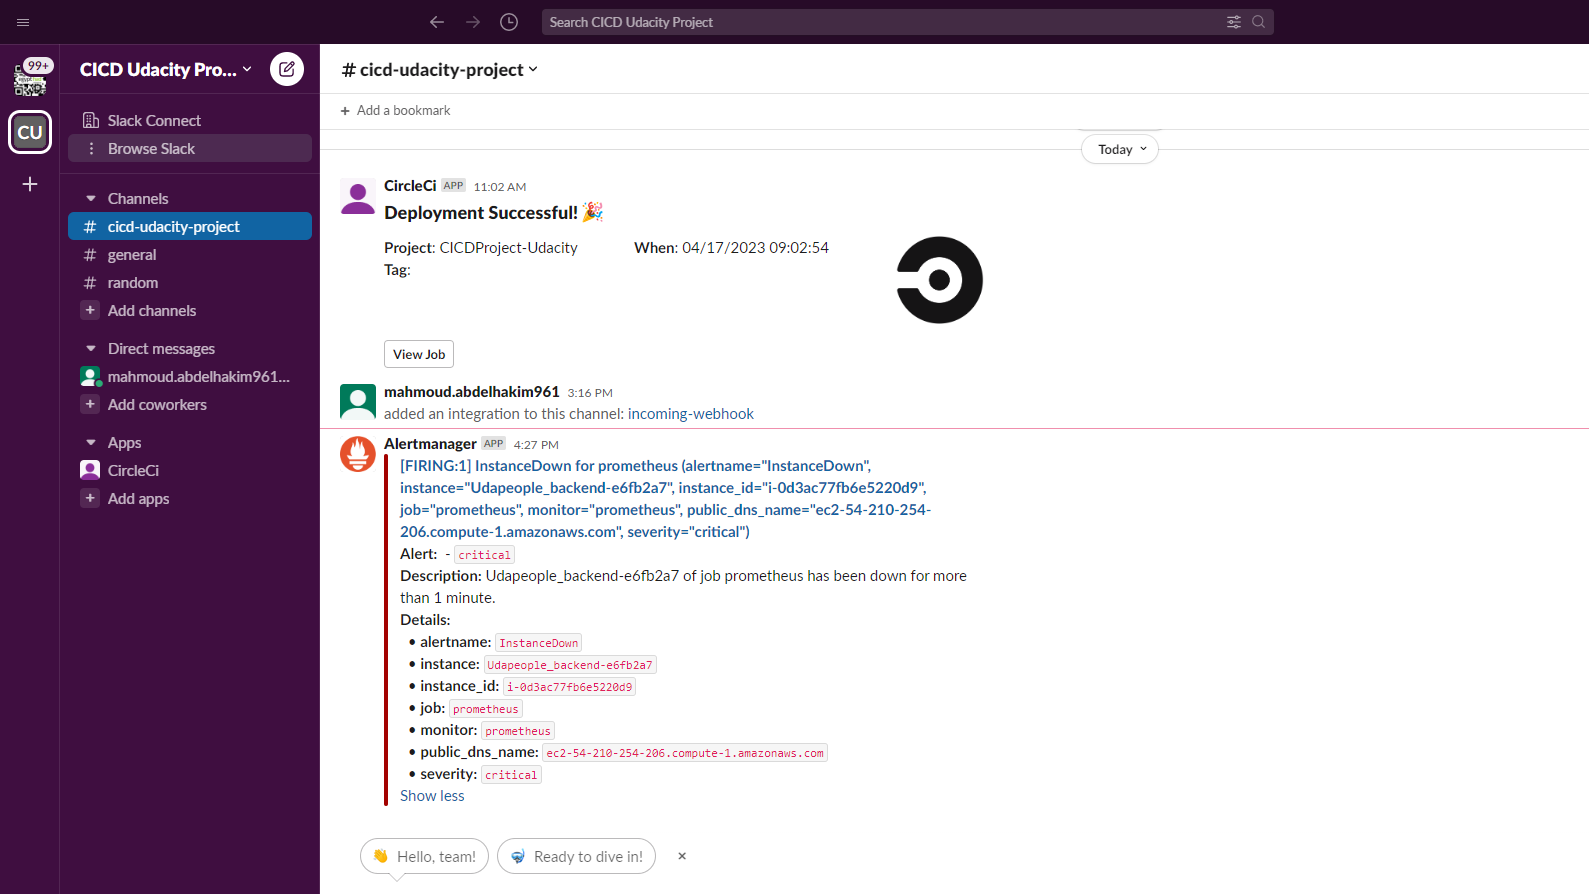 Search CICD Udacity Project
99+
CU
CICD Udacity Pro...
Slack Connect
Browse Slack
Channels
# cicd-udacity-project
# general
# random
+ Add channels
Direct messages
mahmoud.abdelhakim961...
+ Add coworkers
Apps
CircleCi
+ Add apps
# cicd-udacity-project
+ Add a bookmark
Today
CircleCi APP 11:02 AM
Deployment Successful! 🎉
Project: CICDProject-Udacity When: 04/17/2023 09:02:54
Tag:
View Job
mahmoud.abdelhakim961 3:16 PM
added an integration to this channel: incoming-webhook
Alertmanager APP 4:27 PM
[FIRING:1] InstanceDown for prometheus (alertname="InstanceDown",
instance="Udapeople_backend-e6fb2a7", instance_id="i-0d3ac77fb6e5220d9",
job="prometheus", monitor="prometheus", public_dns_name="ec2-54-210-254-
206.compute-1.amazonaws.com", severity="critical")
Alert: - critical
Description: Udapeople_backend-e6fb2a7 of job prometheus has been down for more
than 1 minute.
Details:
• alertname: InstanceDown
• instance: Udapeople_backend-e6fb2a7
• instance_id: i-0d3ac77fb6e5220d9
• job: prometheus
• monitor: prometheus
• public_dns_name: ec2-54-210-254-206.compute-1.amazonaws.com
• severity: critical
Show less
👋 Hello, team!
🤿 Ready to dive in!
×